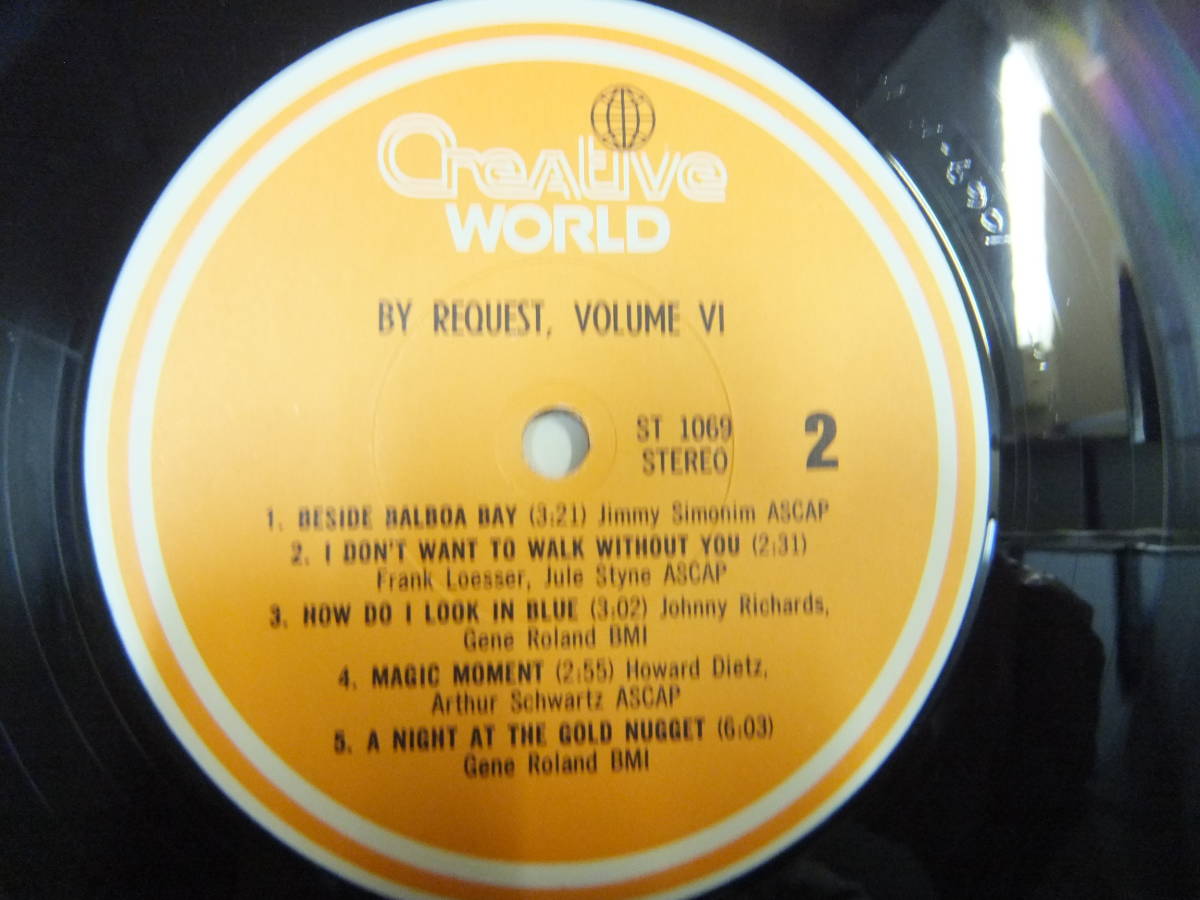 Creative
WORLD
BY REQUEST, VOLUME VI
ST 1069
STEREO
2
1. BESIDE BALBOA BAY (3:21) Jimmy Simonim ASCAP
2. I DON'T WANT TO WALK WITHOUT YOU (2:31)
Frank Loesser, Jule Styne ASCAP
3. HOW DO I LOOK IN BLUE (3:02) Johnny Richards,
Gene Roland BMI
4. MAGIC MOMENT (2:55) Howard Dietz,
Arthur Schwartz ASCAP
5. A NIGHT AT THE GOLD NUGGET (6:03)
Gene Roland BMI